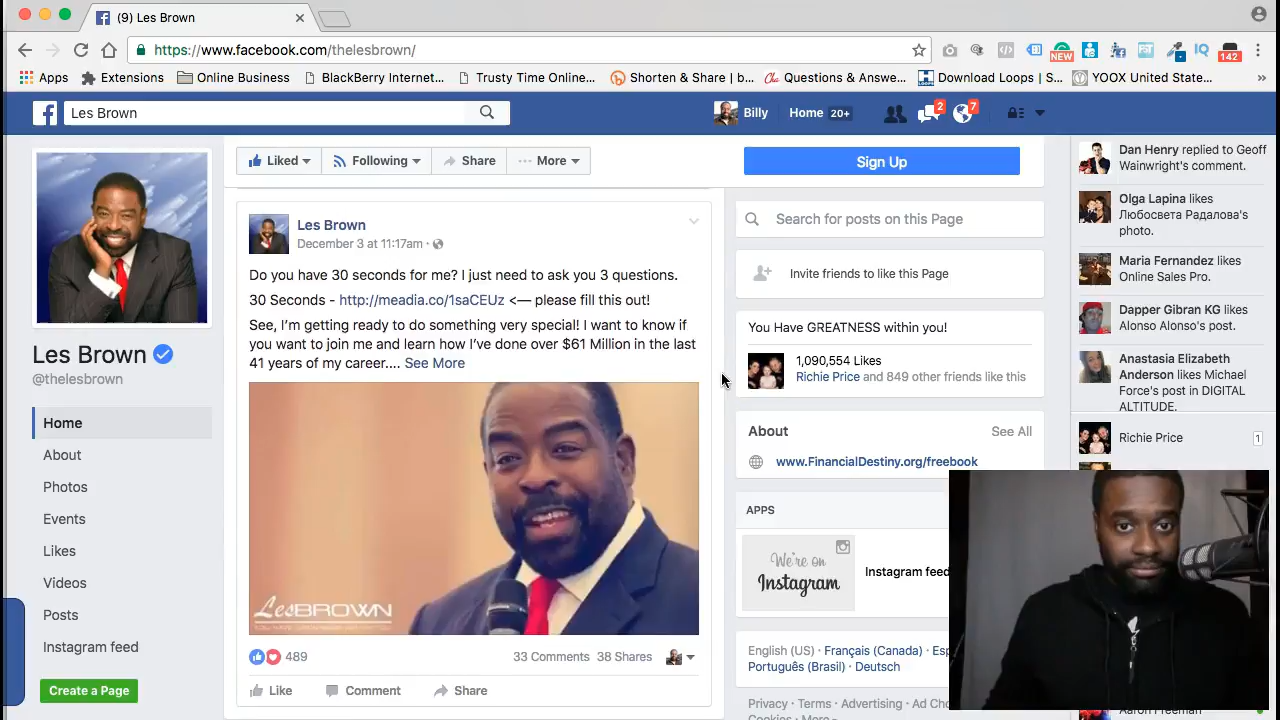 (9) Les Brown
https://www.facebook.com/thelesbrown/
NEW
142
Apps
Extensions
Online Business
BlackBerry Internet...
Trusty Time Online...
Shorten & Share | b...
Questions & Answe...
Download Loops | S...
YOOX United State...
Les Brown
Billy
Home 20+
2
7
Liked
Following
Share
More
Sign Up
Les Brown
@thelesbrown
Home
About
Photos
Events
Likes
Videos
Posts
Instagram feed
Create a Page
Les Brown
December 3 at 11:17am ·
Do you have 30 seconds for me? I just need to ask you 3 questions.
30 Seconds - http://meadia.co/1saCEUz <— please fill this out!
See, I'm getting ready to do something very special! I want to know if
you want to join me and learn how I've done over $61 Million in the last
41 years of my career.... See More
LesBROWN
489
33 Comments 38 Shares
Like
Comment
Share
Search for posts on this Page
Invite friends to like this Page
You Have GREATNESS within you!
1,090,554 Likes
Richie Price and 849 other friends like this
About
See All
www.FinancialDestiny.org/freebook
APPS
We're on
Instagram
Instagram feed
English (US) · Français (Canada) · Esp
Português (Brasil) · Deutsch
Privacy · Terms · Advertising · Ad Cho
Cookies · More
Dan Henry replied to Geoff
Wainwright's comment.
Olga Lapina likes
Любосвета Радалова's
photo.
Maria Fernandez likes
Online Sales Pro.
Dapper Gibran KG likes
Alonso Alonso's post.
Anastasia Elizabeth
Anderson likes Michael
Force's post in DIGITAL
ALTITUDE.
Richie Price
1
Aaron Freeman